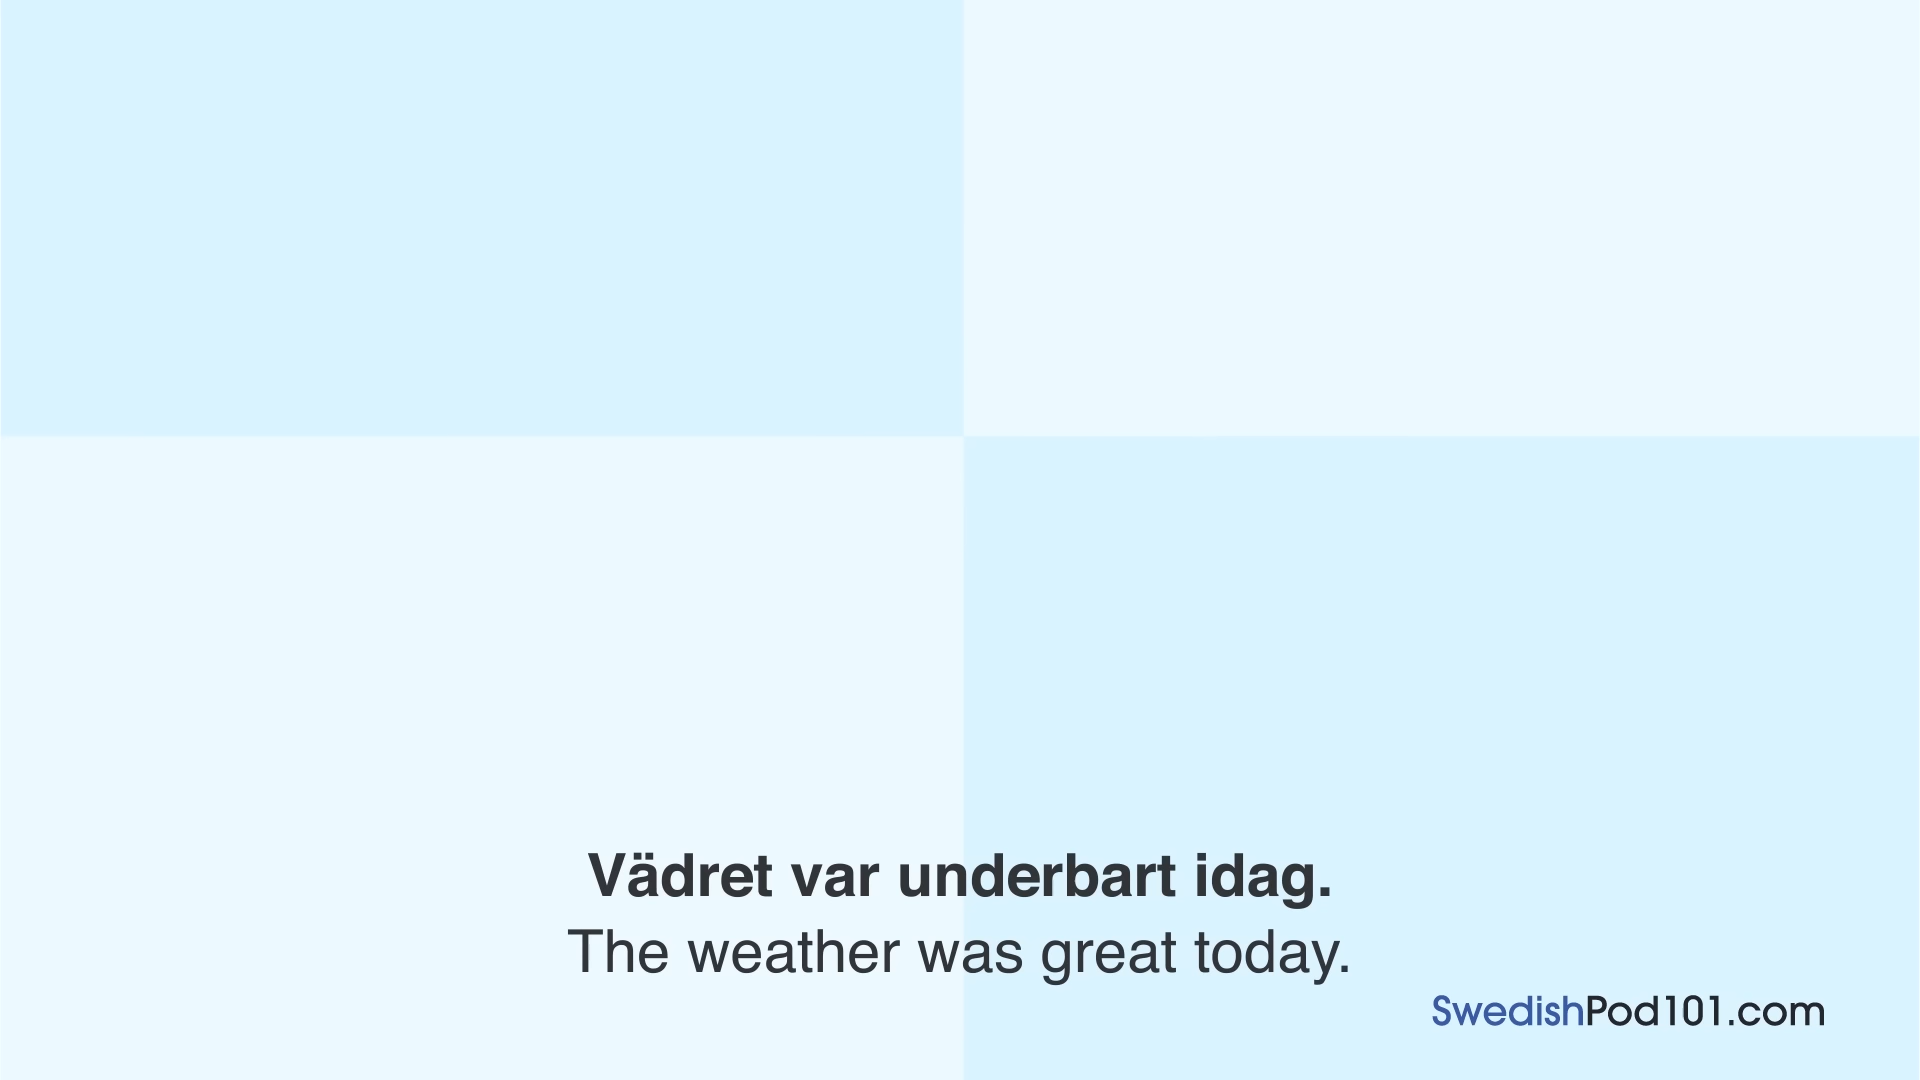 Vädret var underbart idag.
The weather was great today.
SwedishPod101.com